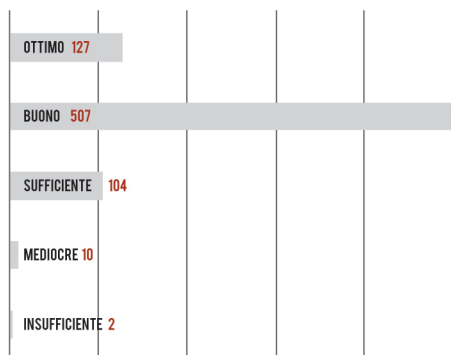 OTTIMO 127
BUONO 507
SUFFICIENTE 104
MEDIOCRE 10
INSUFFICIENTE 2